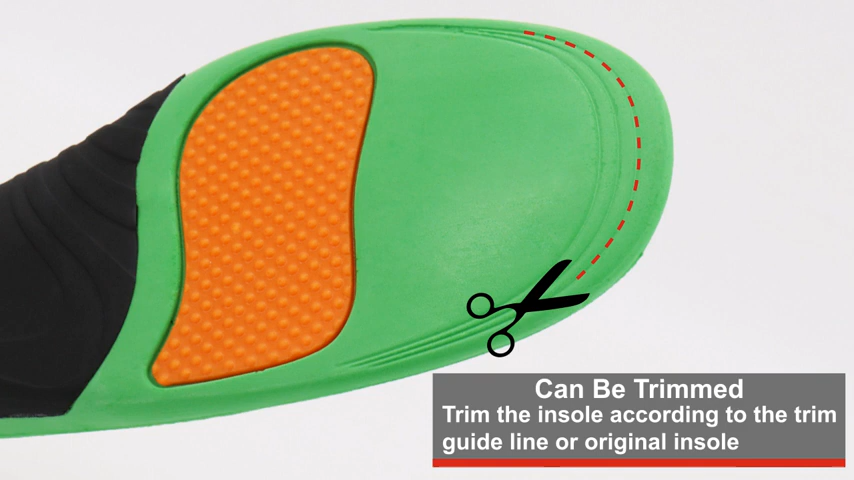 Can Be Trimmed
Trim the insole according to the trim
guide line or original insole